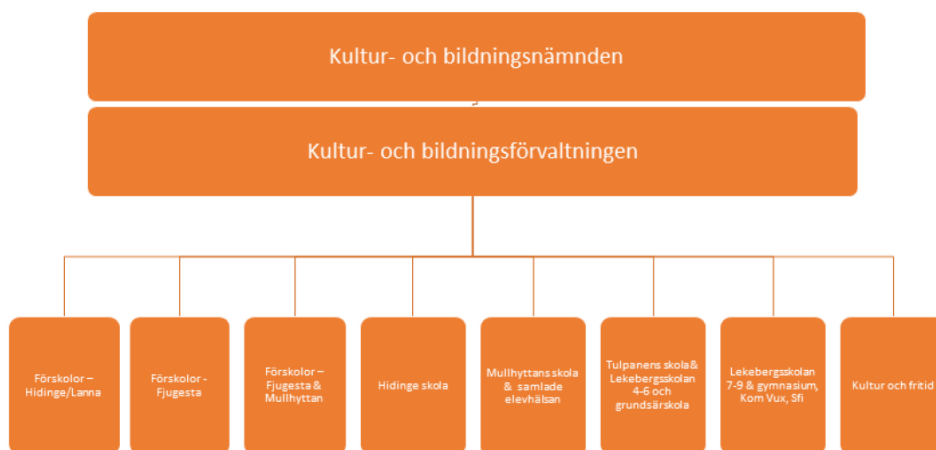 Kultur- och bildningsnämnden
Kultur- och bildningsförvaltningen
Förskolor –
Hidinge/Lanna
Förskolor -
Fjugesta
Förskolor –
Fjugesta &
Mullhyttan
Hidinge skola
Mullhyttans skola
& samlade
elevhälsan
Tulpanens skola&
Lekebergsskolan
4-6 och
grundsärskola
Lekebergsskolan
7-9 & gymnasium,
Kom Vux, Sfi
Kultur och fritid